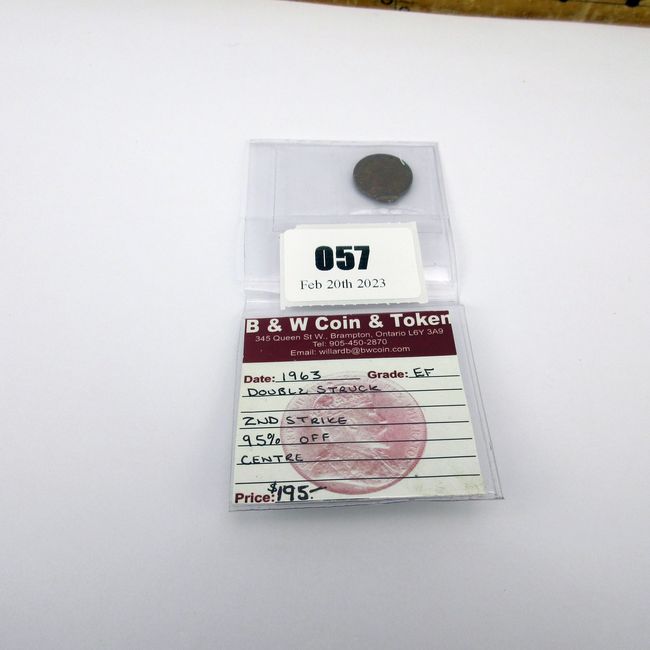 057
Feb 20th 2023
B & W Coin & Token
345 Queen St W., Brampton, Ontario L6Y 3A9
Tel: 905-450-2870
Email: willardb@bwcoin.com
Date: 1963 Grade: EF
DOUBLE STRUCK
2ND STRIKE
95% OFF
CENTRE
Price: $195.-